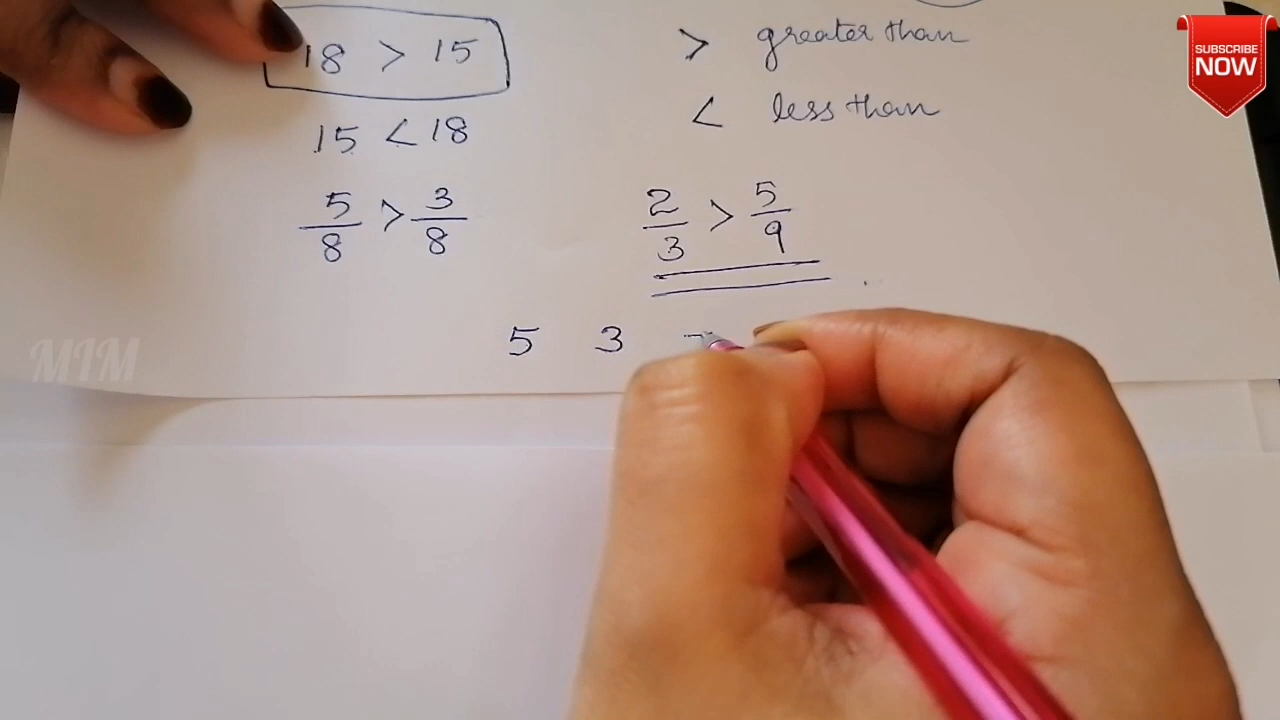 18 > 15
> greater than
SUBSCRIBE
NOW
15 < 18
< less than
5/8 > 3/8
2/3 > 5/9
5 3
MIM